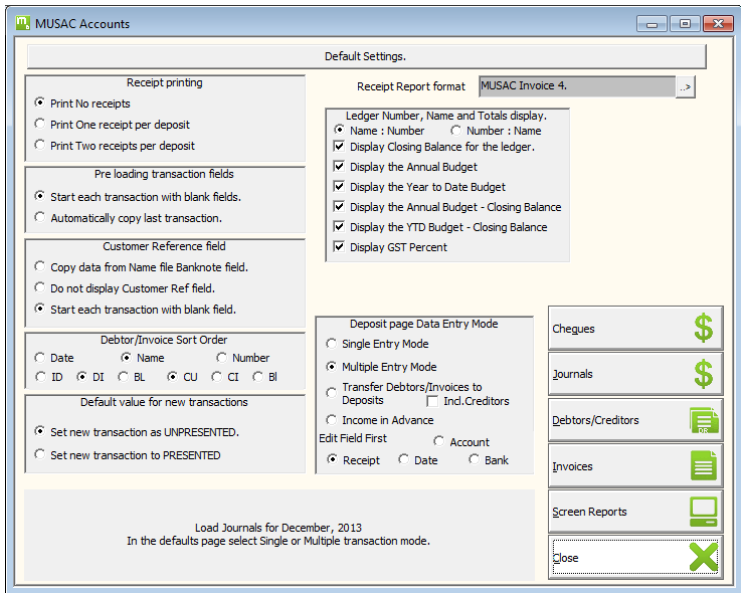 MUSAC Accounts
Default Settings.
Receipt printing
Print No receipts
Print One receipt per deposit
Print Two receipts per deposit
Receipt Report format MUSAC Invoice 4. ..>
Ledger Number, Name and Totals display.
Name : Number Number : Name
Display Closing Balance for the ledger.
Display the Annual Budget
Display the Year to Date Budget
Display the Annual Budget - Closing Balance
Display the YTD Budget - Closing Balance
Display GST Percent
Pre loading transaction fields
Start each transaction with blank fields.
Automatically copy last transaction.
Customer Reference field
Copy data from Name file Banknote field.
Do not display Customer Ref field.
Start each transaction with blank field.
Debtor/Invoice Sort Order
Date Name Number
ID DI BL CU CI Bl
Default value for new transactions
Set new transaction as UNPRESENTED.
Set new transaction to PRESENTED
Deposit page Data Entry Mode
Single Entry Mode
Multiple Entry Mode
Transfer Debtors/Invoices to
Deposits Incl.Creditors
Income in Advance
Edit Field First Account
Receipt Date Bank
Cheques
Journals
Debtors/Creditors
DR
Invoices
Screen Reports
Close
Load Journals for December, 2013
In the defaults page select Single or Multiple transaction mode.